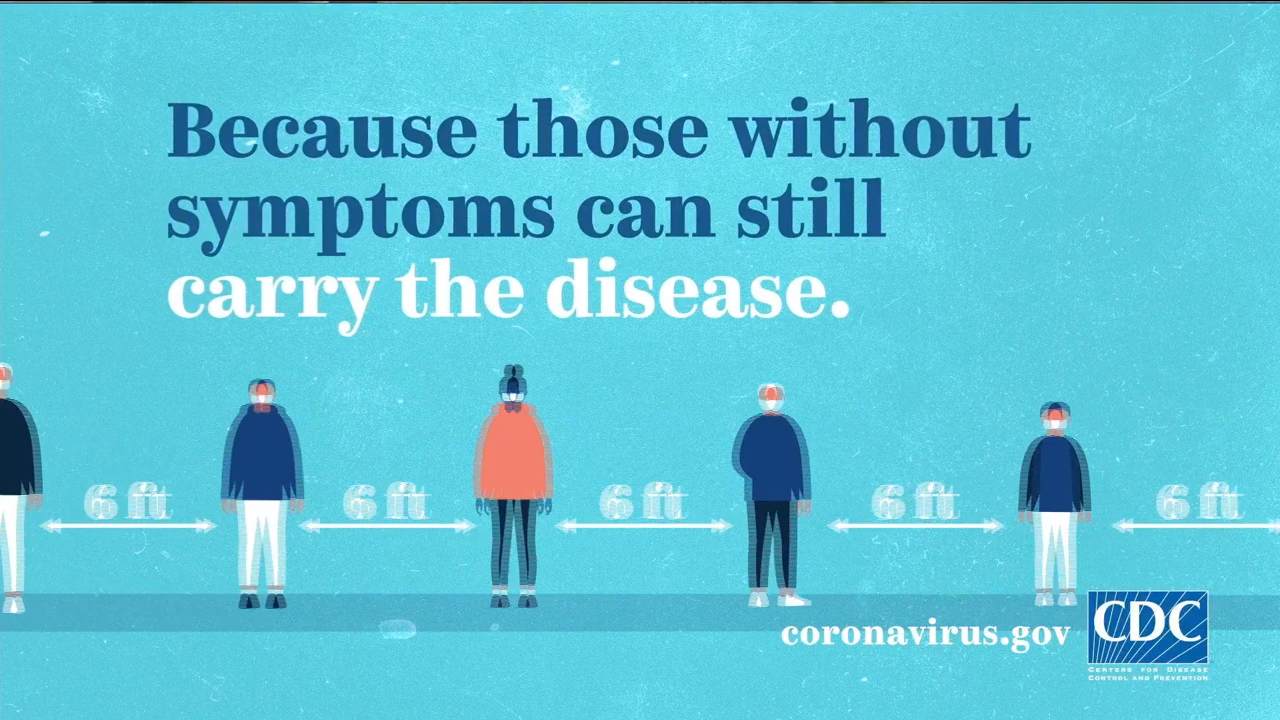 Because those without
symptoms can still
carry the disease.
6 ft 6 ft 6 ft 6 ft 6 ft
coronavirus.gov
CDC
CENTERS FOR DISEASE
CONTROL AND PREVENTION